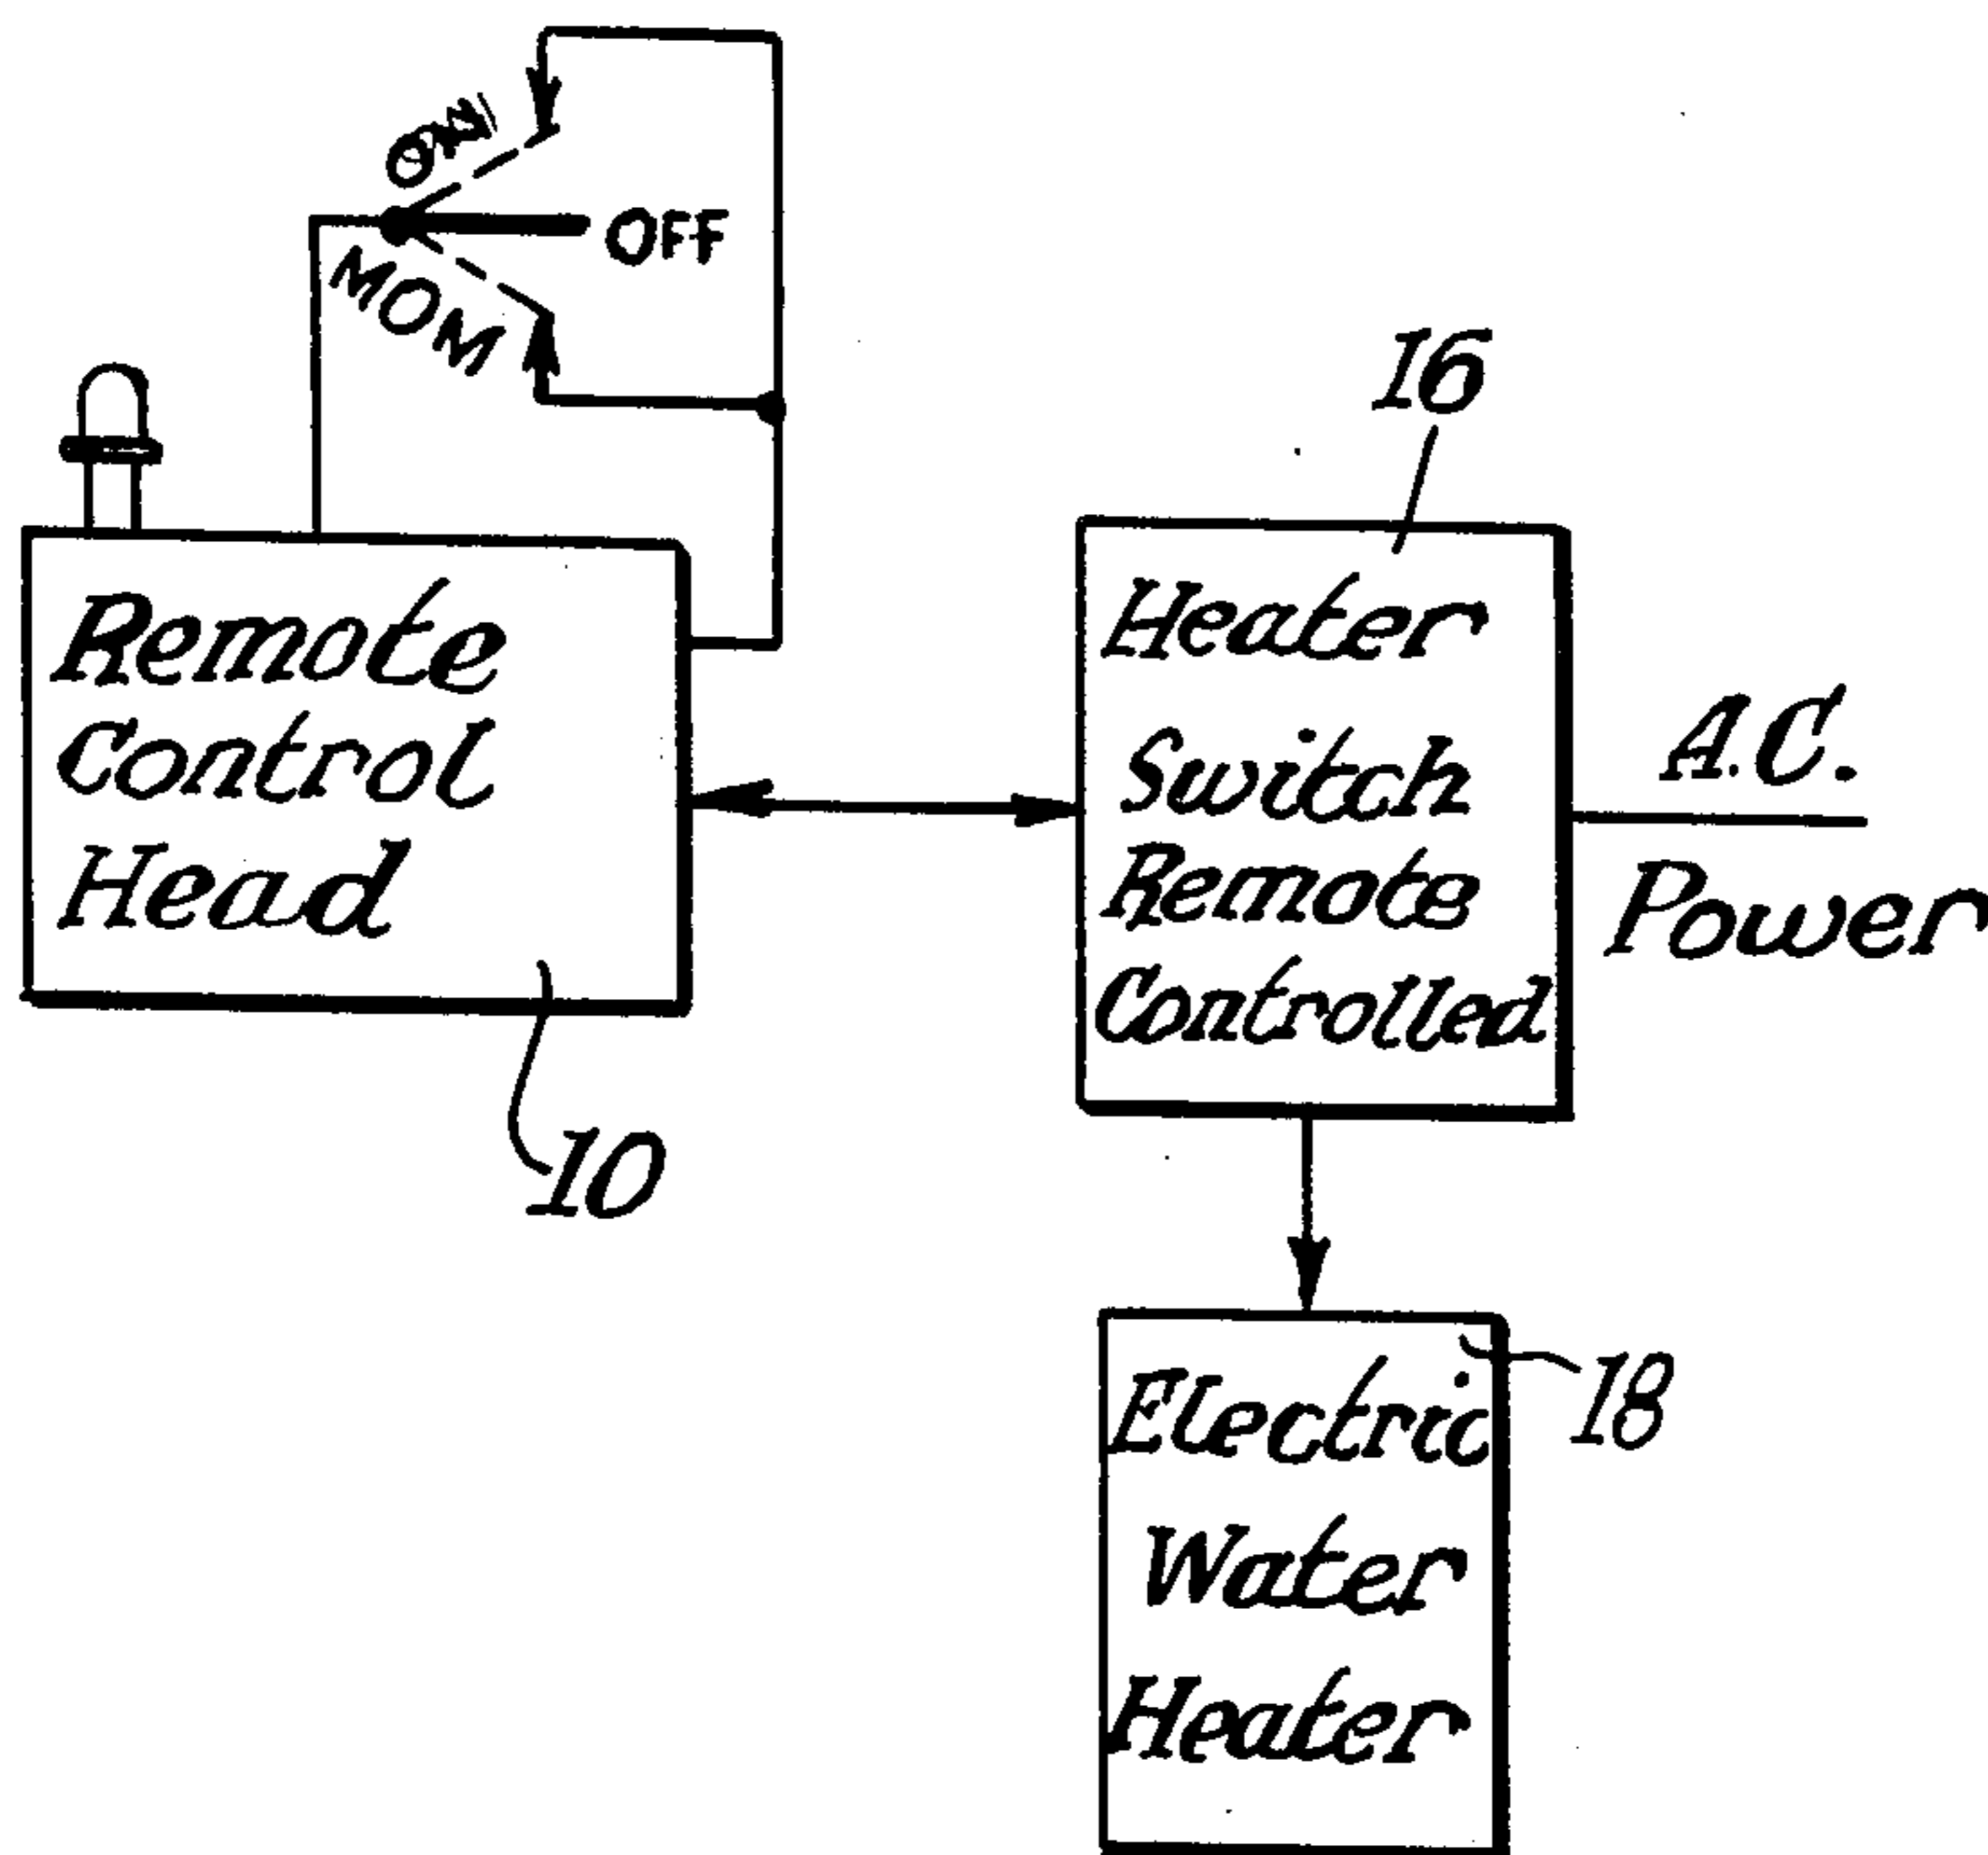 ON
OFF
MOM
16
Remote
Control
Head
10
Heater
Switch
Remote
Controlled
A.C.
Power
18
Electric
Water
Heater